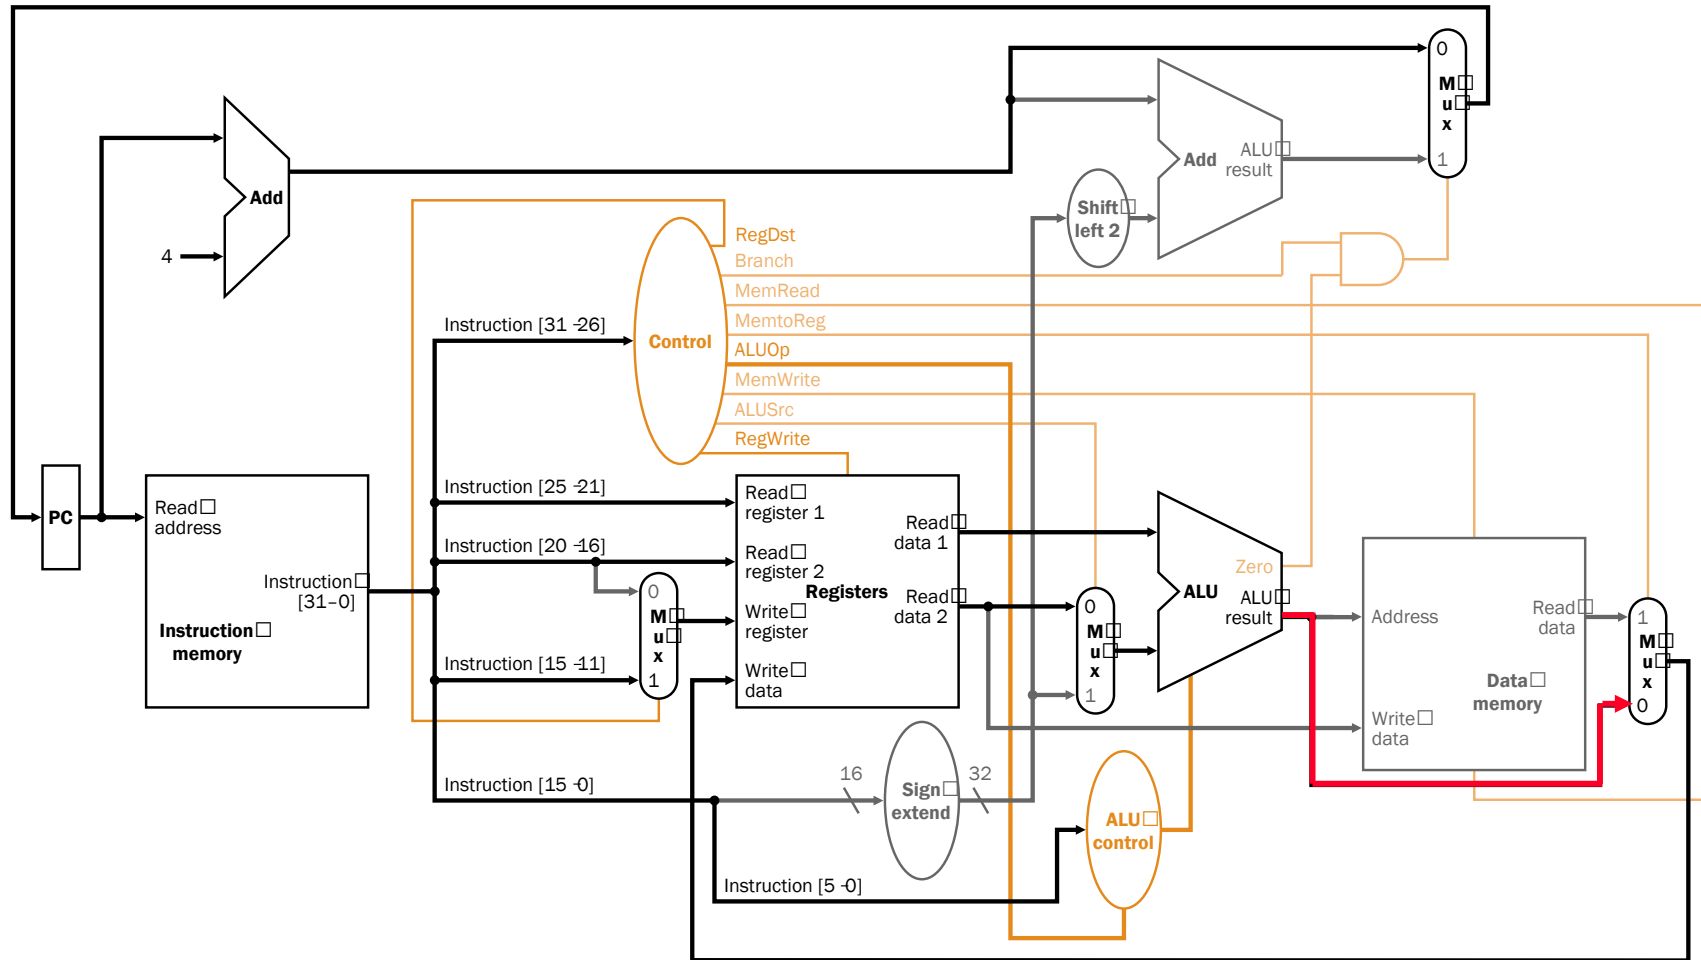 0
M
u
x
1
Add
ALU
result
Add
Shift
left 2
4
RegDst
Branch
MemRead
MemtoReg
ALUOp
MemWrite
ALUSrc
RegWrite
Control
Instruction [31-26]
Instruction [25-21]
Instruction [20-16]
Instruction [15-11]
Instruction [15-0]
Instruction [5-0]
PC
Read
address
Instruction
[31–0]
Instruction
memory
0
M
u
x
1
Read
register 1
Read
register 2
Write
register
Write
data
Registers
Read
data 1
Read
data 2
16
Sign
extend
32
0
M
u
x
1
Zero
ALU
ALU
result
ALU
control
Address
Write
data
Read
data
Data
memory
1
M
u
x
0